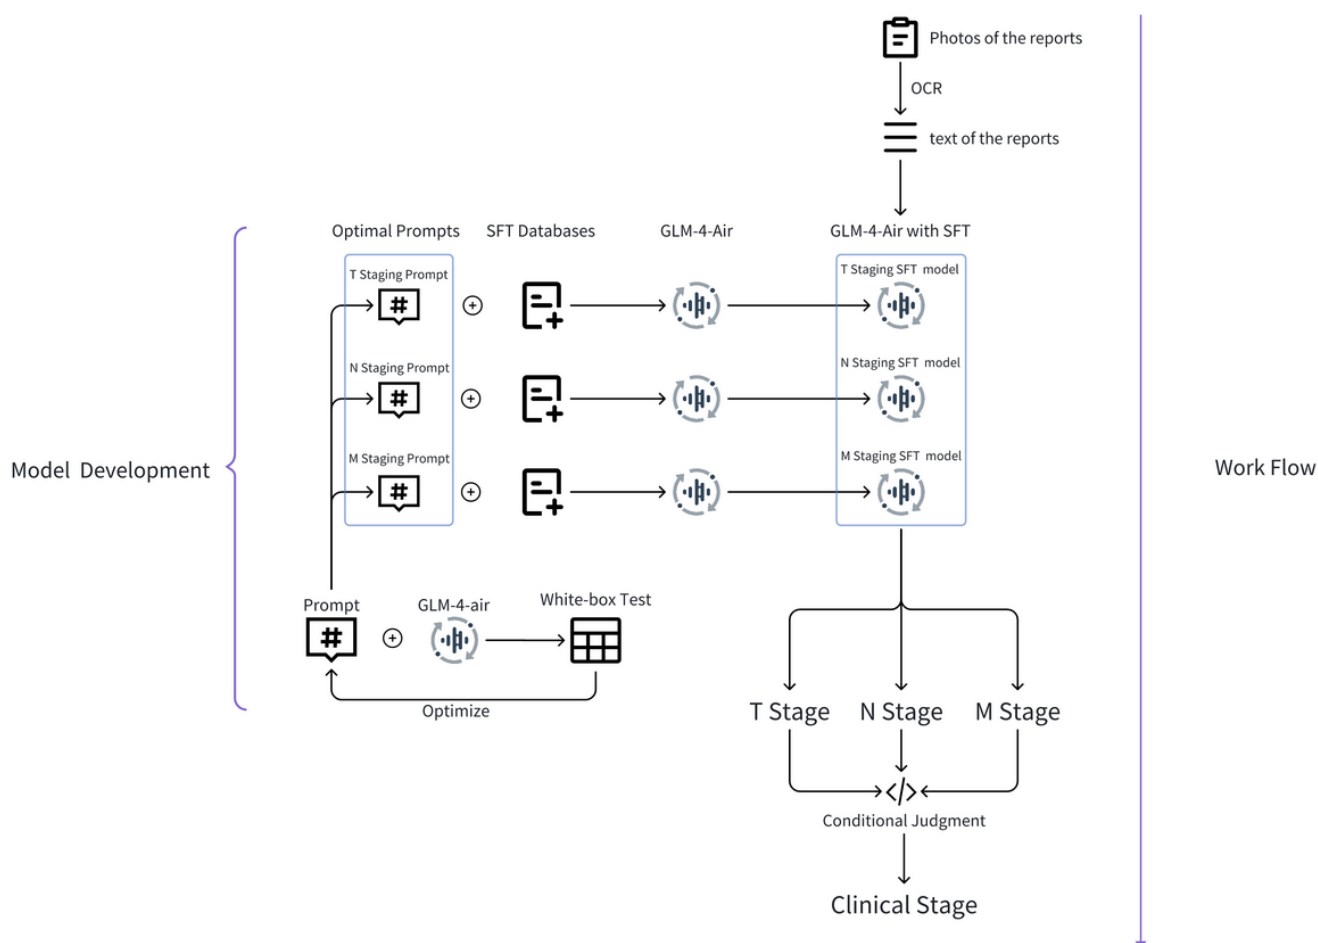 Photos of the reports
OCR
text of the reports
Optimal Prompts
SFT Databases
GLM-4-Air
GLM-4-Air with SFT
T Staging Prompt
#
T Staging SFT model
N Staging Prompt
#
N Staging SFT model
M Staging Prompt
#
M Staging SFT model
Model Development
Work Flow
Prompt
#
GLM-4-air
White-box Test
Optimize
T Stage
N Stage
M Stage
</>
Conditional Judgment
Clinical Stage